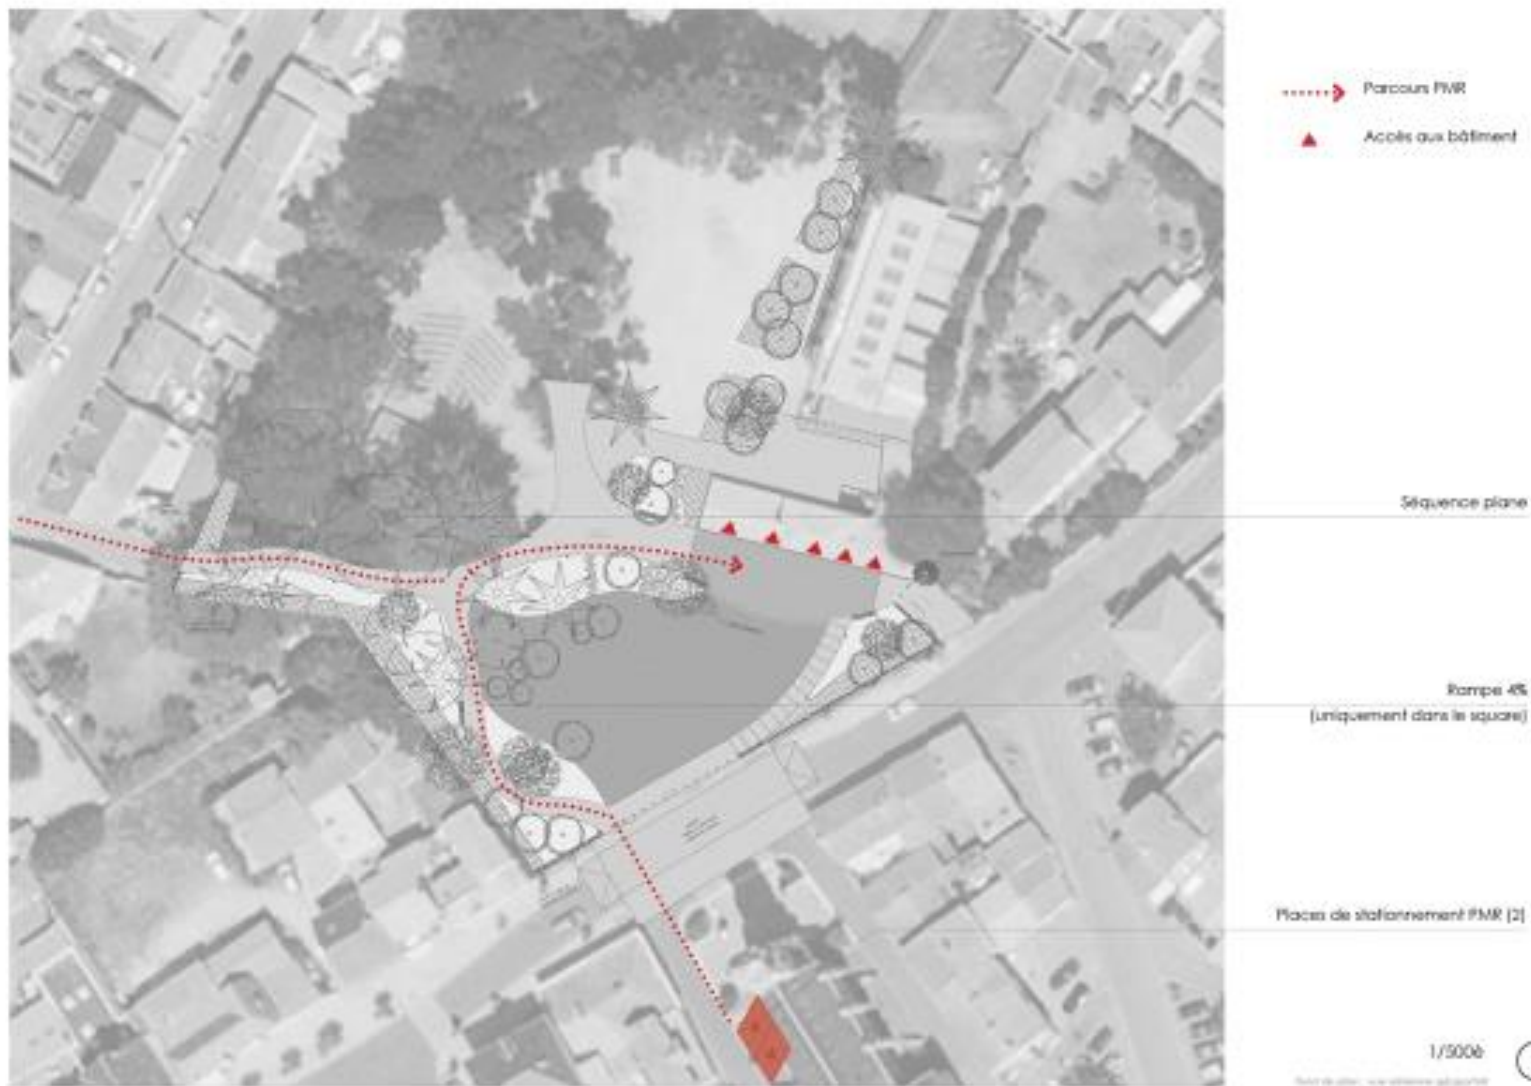 Parcours PMR
Accès aux bâtiment
Séquence plane
Rampe 4%
(uniquement dans le square)
Places de stationnement PMR (2)
1/500è